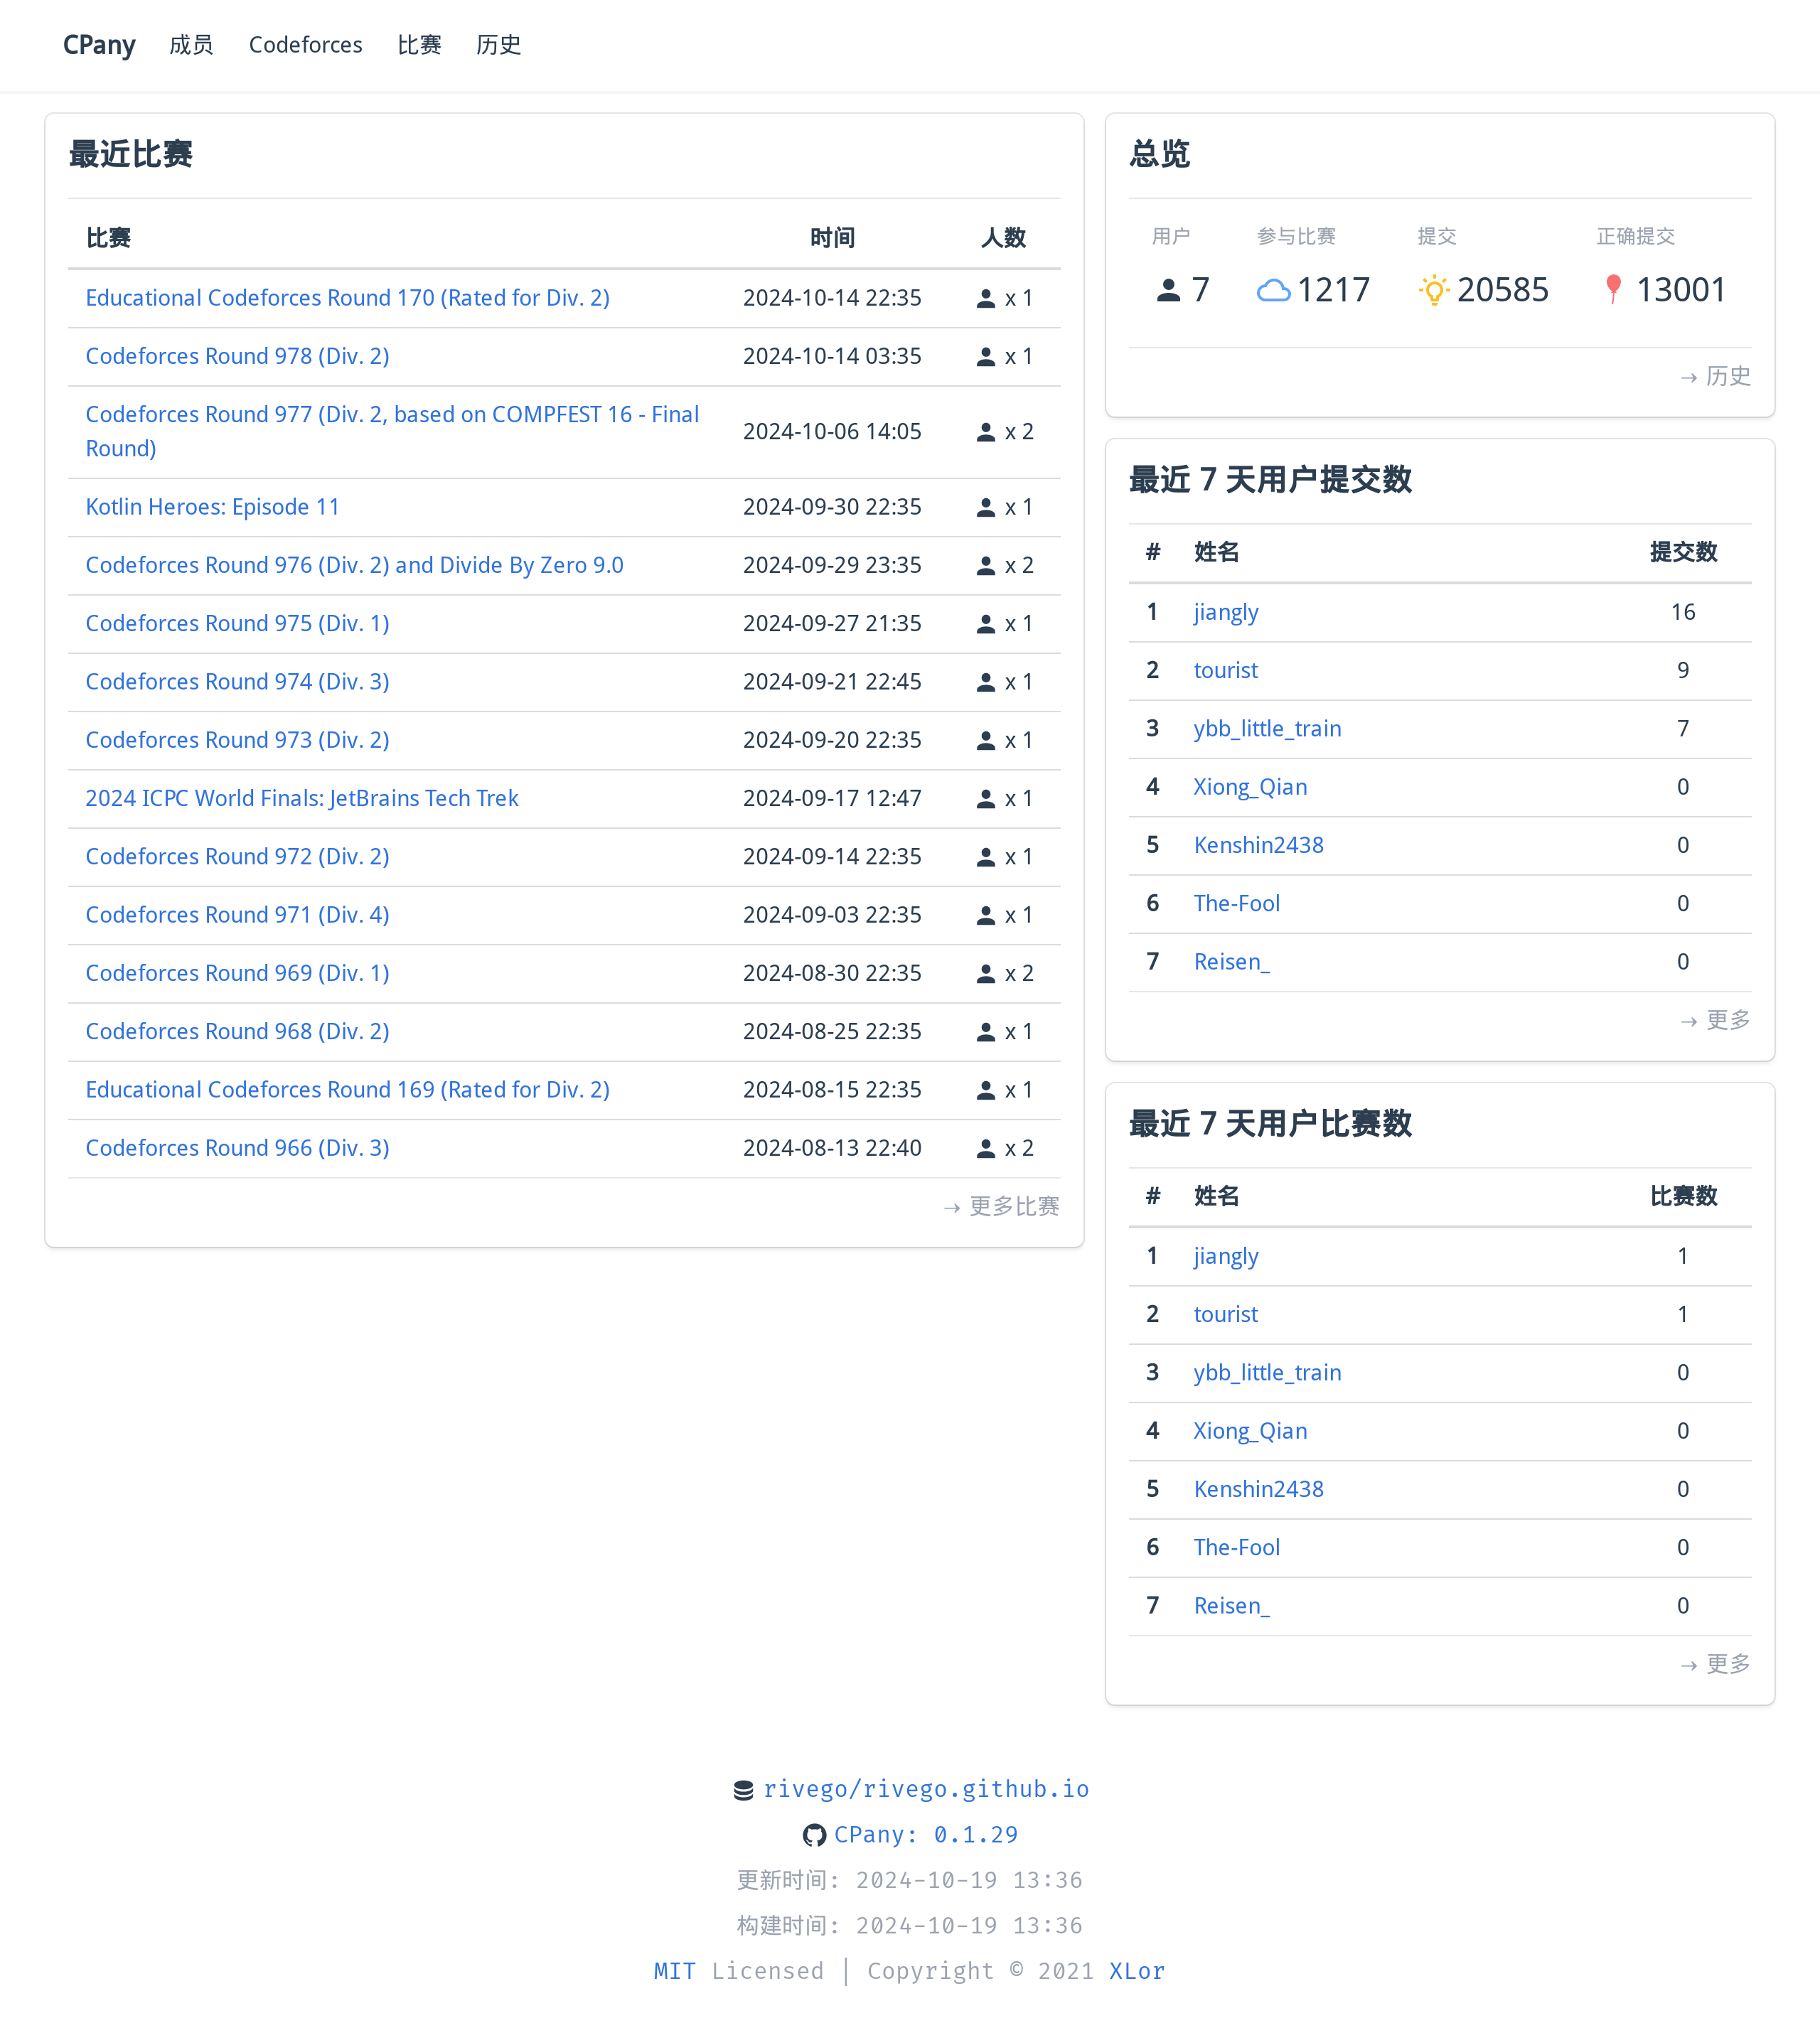 CPany 成员 Codeforces 比赛 历史
最近比赛
比赛 时间 人数
Educational Codeforces Round 170 (Rated for Div. 2) 2024-10-14 22:35 x 1
Codeforces Round 978 (Div. 2) 2024-10-14 03:35 x 1
Codeforces Round 977 (Div. 2, based on COMPFEST 16 - Final
Round) 2024-10-06 14:05 x 2
Kotlin Heroes: Episode 11 2024-09-30 22:35 x 1
Codeforces Round 976 (Div. 2) and Divide By Zero 9.0 2024-09-29 23:35 x 2
Codeforces Round 975 (Div. 1) 2024-09-27 21:35 x 1
Codeforces Round 974 (Div. 3) 2024-09-21 22:45 x 1
Codeforces Round 973 (Div. 2) 2024-09-20 22:35 x 1
2024 ICPC World Finals: JetBrains Tech Trek 2024-09-17 12:47 x 1
Codeforces Round 972 (Div. 2) 2024-09-14 22:35 x 1
Codeforces Round 971 (Div. 4) 2024-09-03 22:35 x 1
Codeforces Round 969 (Div. 1) 2024-08-30 22:35 x 2
Codeforces Round 968 (Div. 2) 2024-08-25 22:35 x 1
Educational Codeforces Round 169 (Rated for Div. 2) 2024-08-15 22:35 x 1
Codeforces Round 966 (Div. 3) 2024-08-13 22:40 x 2
→ 更多比赛
总览
用户 参与比赛 提交 正确提交
7 1217 20585 13001
→ 历史
最近 7 天用户提交数
# 姓名 提交数
1 jiangly 16
2 tourist 9
3 ybb_little_train 7
4 Xiong_Qian 0
5 Kenshin2438 0
6 The-Fool 0
7 Reisen_ 0
→ 更多
最近 7 天用户比赛数
# 姓名 比赛数
1 jiangly 1
2 tourist 1
3 ybb_little_train 0
4 Xiong_Qian 0
5 Kenshin2438 0
6 The-Fool 0
7 Reisen_ 0
→ 更多
rivego/rivego.github.io
CPany: 0.1.29
更新时间: 2024-10-19 13:36
构建时间: 2024-10-19 13:36
MIT Licensed | Copyright © 2021 XLor